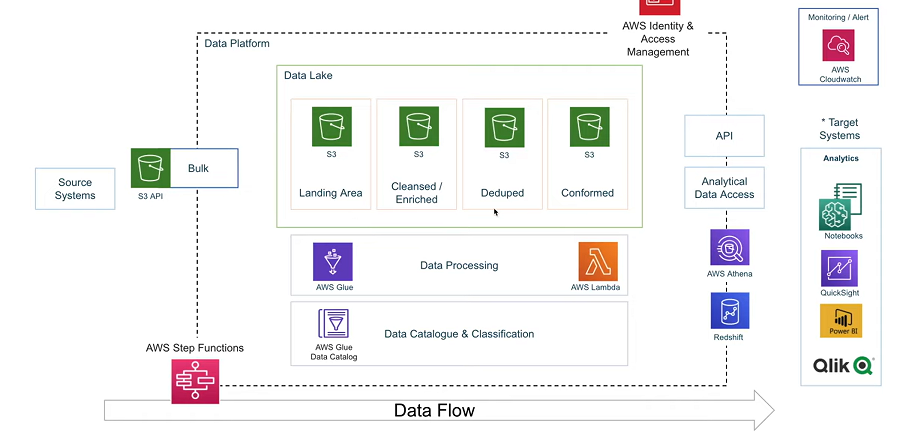 AWS Identity &
Access
Management
Monitoring / Alert
AWS
Cloudwatch
Data Platform
Data Lake
S3
S3
S3
S3
Landing Area
Cleansed /
Enriched
Deduped
Conformed
Source
Systems
S3 API
Bulk
API
Analytical
Data Access
* Target
Systems
Analytics
Notebooks
QuickSight
Power BI
Qlik
AWS Glue
Data Processing
AWS Lambda
AWS Athena
Redshift
AWS Glue
Data Catalog
Data Catalogue & Classification
AWS Step Functions
Data Flow